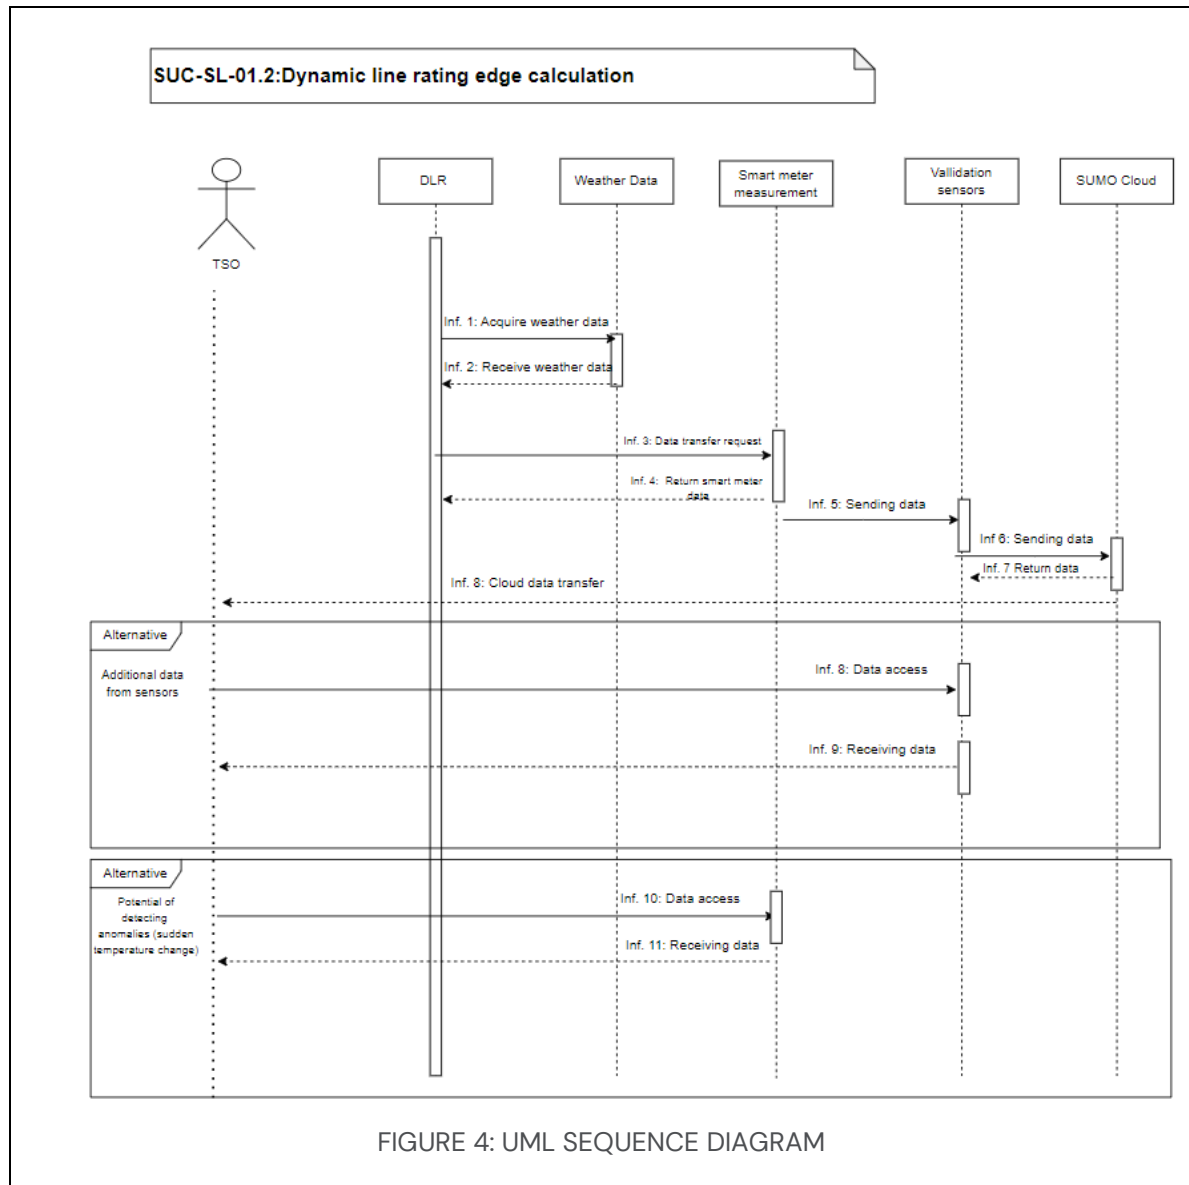 SUC-SL-01.2:Dynamic line rating edge calculation
TSO
DLR
Weather Data
Smart meter
measurement
Vallidation
sensors
SUMO Cloud
Inf. 1: Acquire weather data
Inf. 2: Receive weather data
Inf. 3: Data transfer request
Inf. 4: Return smart meter
data
Inf. 5: Sending data
Inf 6: Sending data
Inf. 7 Return data
Inf. 8: Cloud data transfer
Alternative
Additional data
from sensors
Inf. 8: Data access
Inf. 9: Receiving data
Alternative
Potential of
detecting
anomalies (sudden
temperature change)
Inf. 10: Data access
Inf. 11: Receiving data
FIGURE 4: UML SEQUENCE DIAGRAM